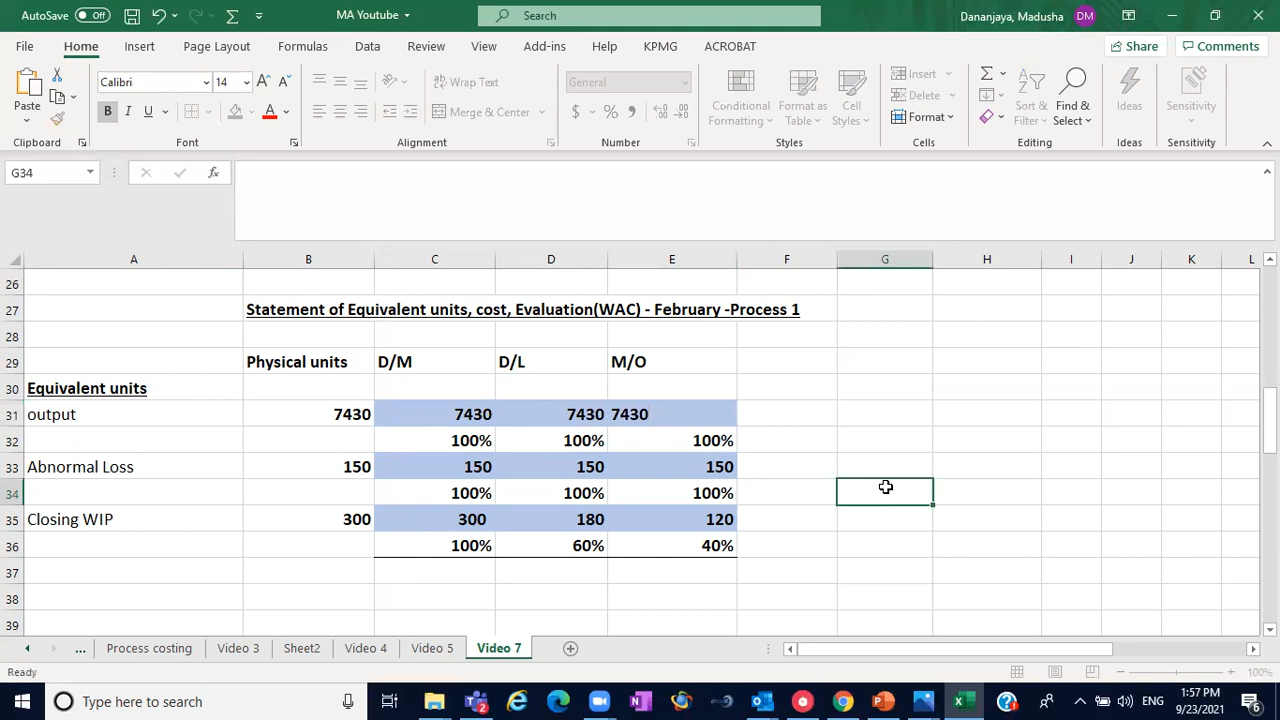 AutoSave Off MA Youtube Search Dananjaya, Madusha DM
File Home Insert Page Layout Formulas Data Review View Add-ins Help KPMG ACROBAT Share Comments
Calibri 14 Wrap Text General Insert
Paste B I U A Merge & Center $ % Conditional Formatting Format as Table Cell Styles Delete Format Sort & Filter Find & Select Ideas Sensitivity
Clipboard Font Alignment Number Styles Cells Editing Ideas Sensitivity
G34 fx
A B C D E F G H I J K L
26
27 Statement of Equivalent units, cost, Evaluation(WAC) - February -Process 1
28
29 Physical units D/M D/L M/O
30 Equivalent units
31 output 7430 7430 7430 7430
32 100% 100% 100%
33 Abnormal Loss 150 150 150 150
34 100% 100% 100%
35 Closing WIP 300 300 180 120
36 100% 60% 40%
37
38
39
... Process costing Video 3 Sheet2 Video 4 Video 5 Video 7
Ready 100%
Type here to search ENG 1:57 PM
9/23/2021 6